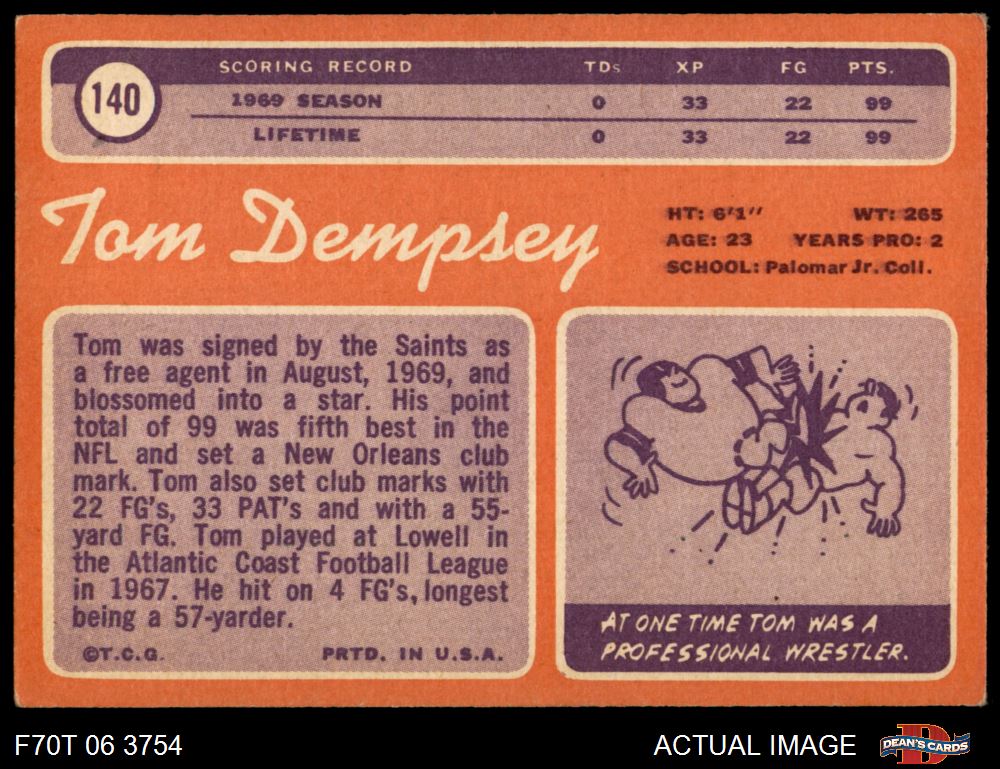 140
SCORING RECORD TDs XP FG PTS.
1969 SEASON 0 33 22 99
LIFETIME 0 33 22 99
Tom Dempsey
HT: 6'1" WT: 265
AGE: 23 YEARS PRO: 2
SCHOOL: Palomar Jr. Coll.
Tom was signed by the Saints as
a free agent in August, 1969, and
blossomed into a star. His point
total of 99 was fifth best in the
NFL and set a New Orleans club
mark. Tom also set club marks with
22 FG's, 33 PAT's and with a 55-
yard FG. Tom played at Lowell in
the Atlantic Coast Football League
in 1967. He hit on 4 FG's, longest
being a 57-yarder.
©T.C.G. PRTD. IN U.S.A.
AT ONE TIME TOM WAS A
PROFESSIONAL WRESTLER.
F70T 06 3754
ACTUAL IMAGE
DEAN'S CARDS